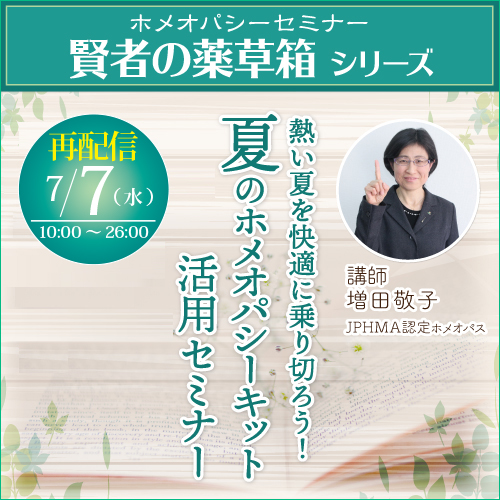 ホメオパシーセミナー
賢者の薬草箱 シリーズ
再配信
7/7(水)
10:00～26:00
熱い夏を快適に乗り切ろう！
夏のホメオパシーキット
活用セミナー
講師
増田敬子
JPHMA認定ホメオパス